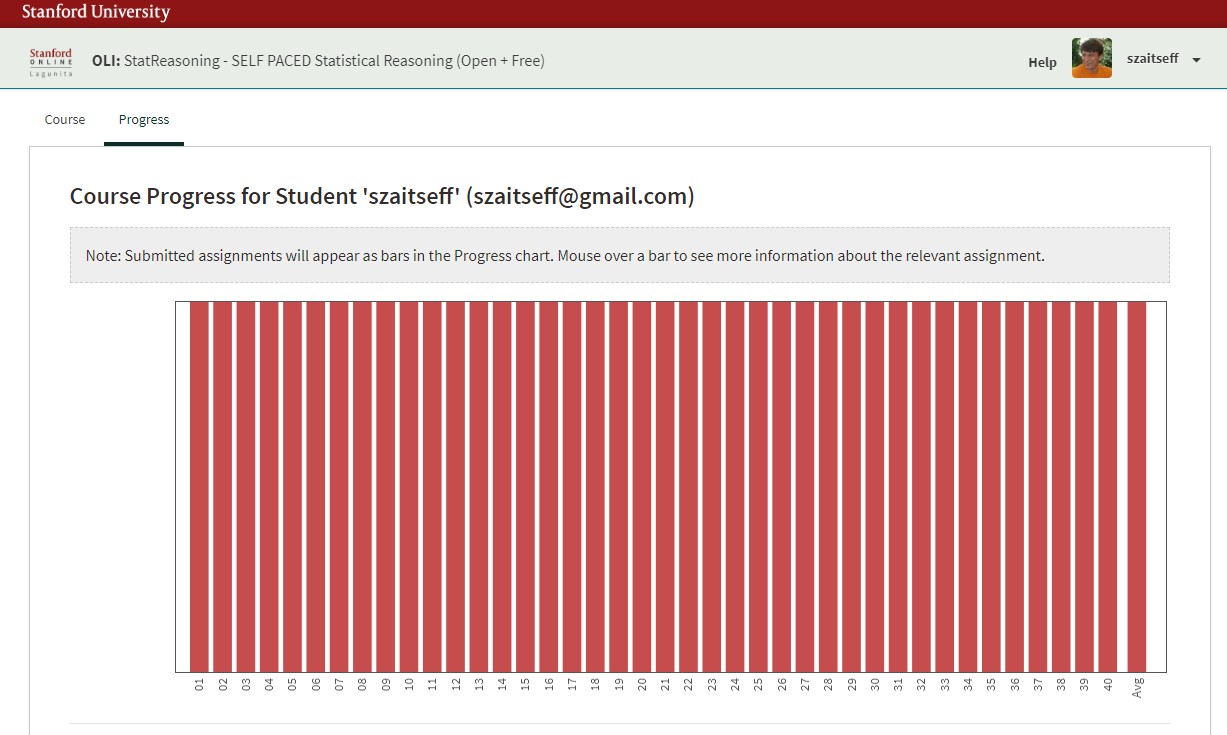 Stanford University
Stanford
ONLINE
Lagunita
OLI: StatReasoning - SELF PACED Statistical Reasoning (Open + Free)
Help
szaitseff
Course
Progress
Course Progress for Student 'szaitseff' (szaitseff@gmail.com)
Note: Submitted assignments will appear as bars in the Progress chart. Mouse over a bar to see more information about the relevant assignment.
01 02 03 04 05 06 07 08 09 10 11 12 13 14 15 16 17 18 19 20 21 22 23 24 25 26 27 28 29 30 31 32 33 34 35 36 37 38 39 40 Avg